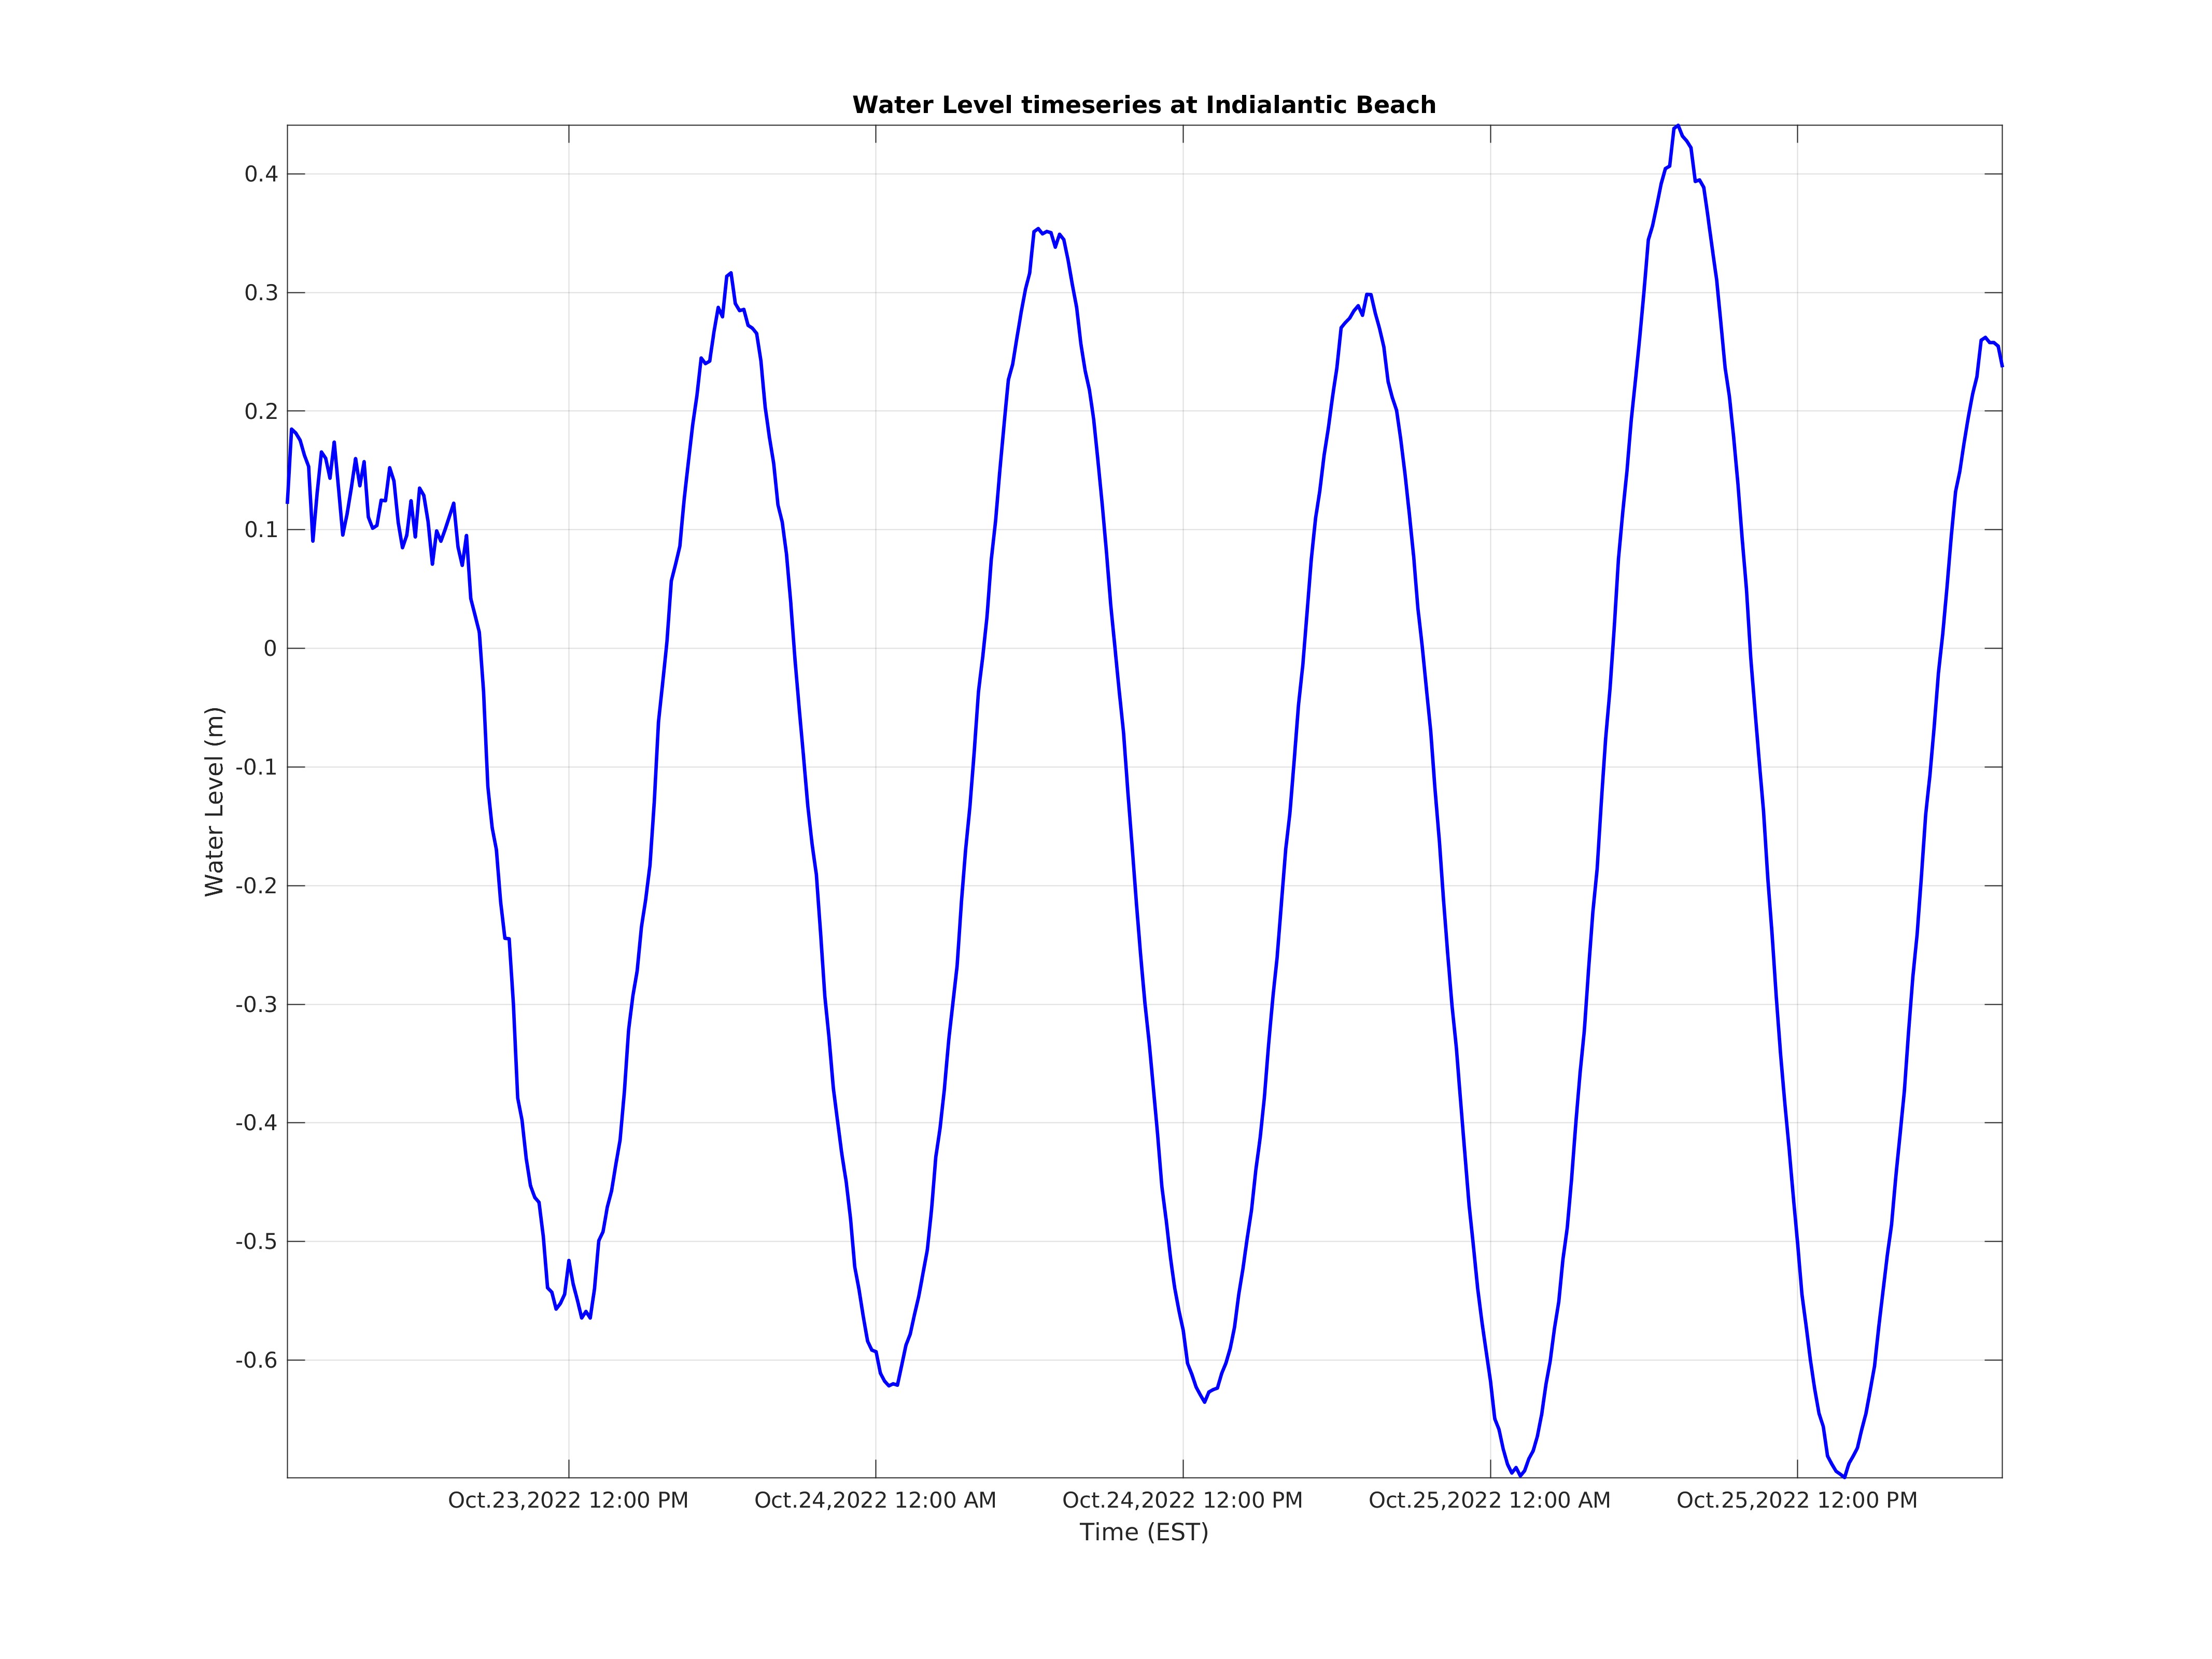 Water Level timeseries at Indialantic Beach
0.4
0.3
0.2
0.1
0
-0.1
-0.2
-0.3
-0.4
-0.5
-0.6
Water Level (m)
Oct.23,2022 12:00 PM
Oct.24,2022 12:00 AM
Oct.24,2022 12:00 PM
Oct.25,2022 12:00 AM
Oct.25,2022 12:00 PM
Time (EST)